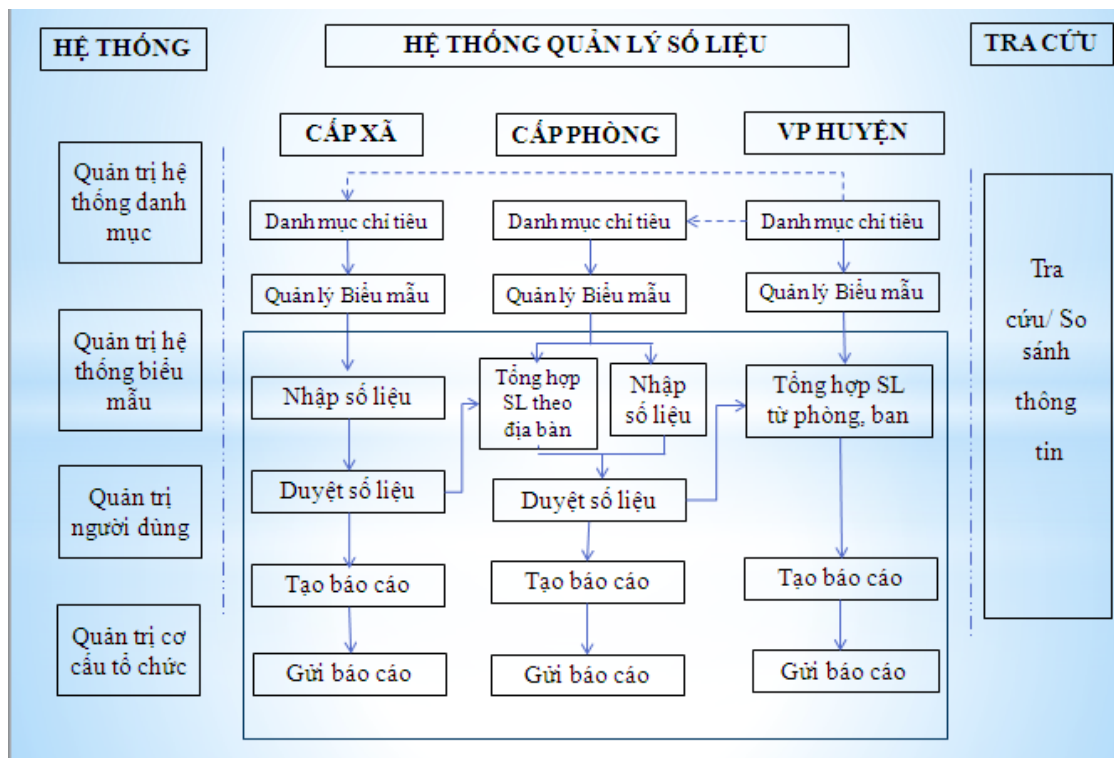 HỆ THỐNG
HỆ THỐNG QUẢN LÝ SỐ LIỆU
TRA CỨU
CẤP XÃ
CẤP PHÒNG
VP HUYỆN
Quản trị hệ
thống danh
mục
Quản trị hệ
thống biểu
mẫu
Quản trị
người dùng
Quản trị cơ
cấu tổ chức
Danh mục chỉ tiêu
Quản lý Biểu mẫu
Nhập số liệu
Duyệt số liệu
Tạo báo cáo
Gửi báo cáo
Danh mục chỉ tiêu
Quản lý Biểu mẫu
Tổng hợp
SL theo
địa bàn
Nhập
số liệu
Duyệt số liệu
Tạo báo cáo
Gửi báo cáo
Danh mục chỉ tiêu
Quản lý Biểu mẫu
Tổng hợp SL
từ phòng, ban
Tạo báo cáo
Gửi báo cáo
Tra
cứu/ So
sánh
thông
tin